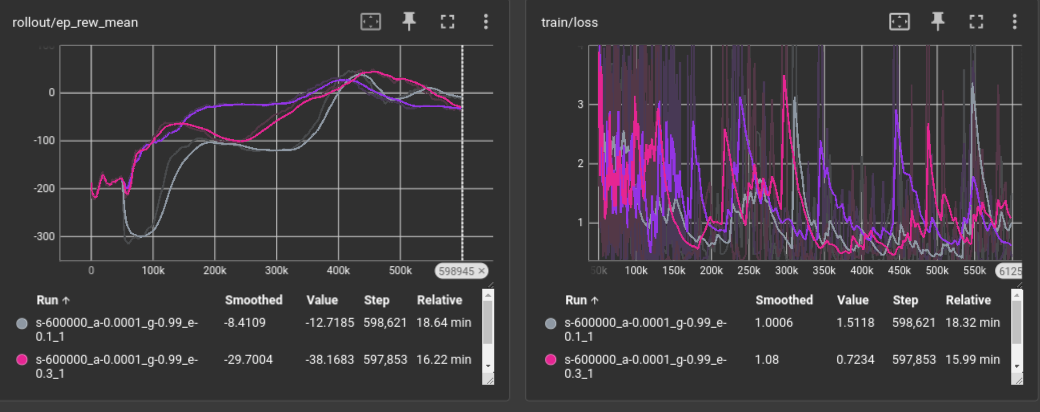 rollout/ep_rew_mean
100
0
-100
-200
-300
0 100k 200k 300k 400k 500k
598945 ×
Run ↑ Smoothed Value Step Relative
s-600000_a-0.0001_g-0.99_e-
0.1_1
-8.4109 -12.7185 598,621 18.64 min
s-600000_a-0.0001_g-0.99_e-
0.3_1
-29.7004 -38.1683 597,853 16.22 min
train/loss
4
3
2
1
50k 100k 150k 200k 250k 300k 350k 400k 450k 500k 550k
6125
Run ↑ Smoothed Value Step Relative
s-600000_a-0.0001_g-0.99_e-
0.1_1
1.0006 1.5118 598,621 18.32 min
s-600000_a-0.0001_g-0.99_e-
0.3_1
1.08 0.7234 597,853 15.99 min